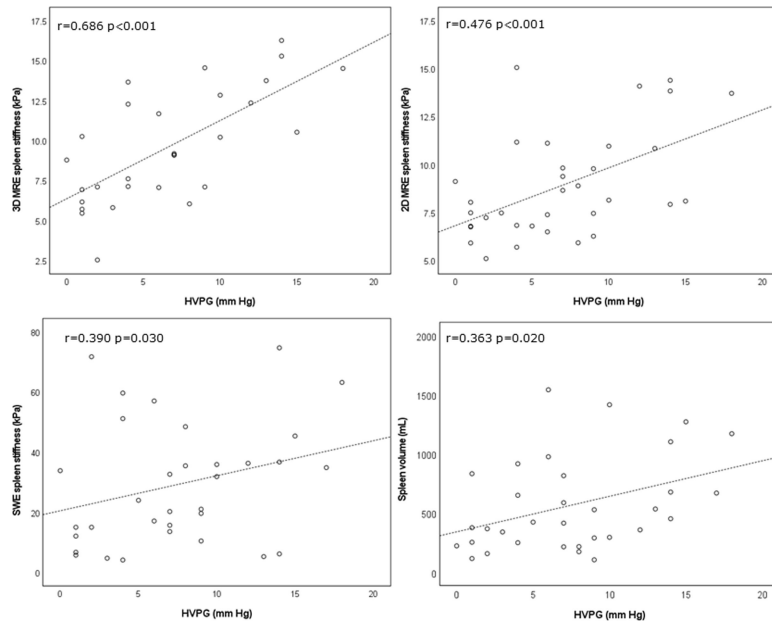 r=0.686 p<0.001
3D MRE spleen stiffness (kPa)
17.5
15.0
12.5
10.0
7.5
5.0
2.5
0 5 10 15 20
HVPG (mm Hg)
r=0.476 p<0.001
2D MRE spleen stiffness (kPa)
17.5
15.0
12.5
10.0
7.5
5.0
0 5 10 15 20
HVPG (mm Hg)
r=0.390 p=0.030
SWE spleen stiffness (kPa)
80
60
40
20
0
0 5 10 15 20
HVPG (mm Hg)
r=0.363 p=0.020
Spleen volume (mL)
2000
1500
1000
500
0
0 5 10 15 20
HVPG (mm Hg)